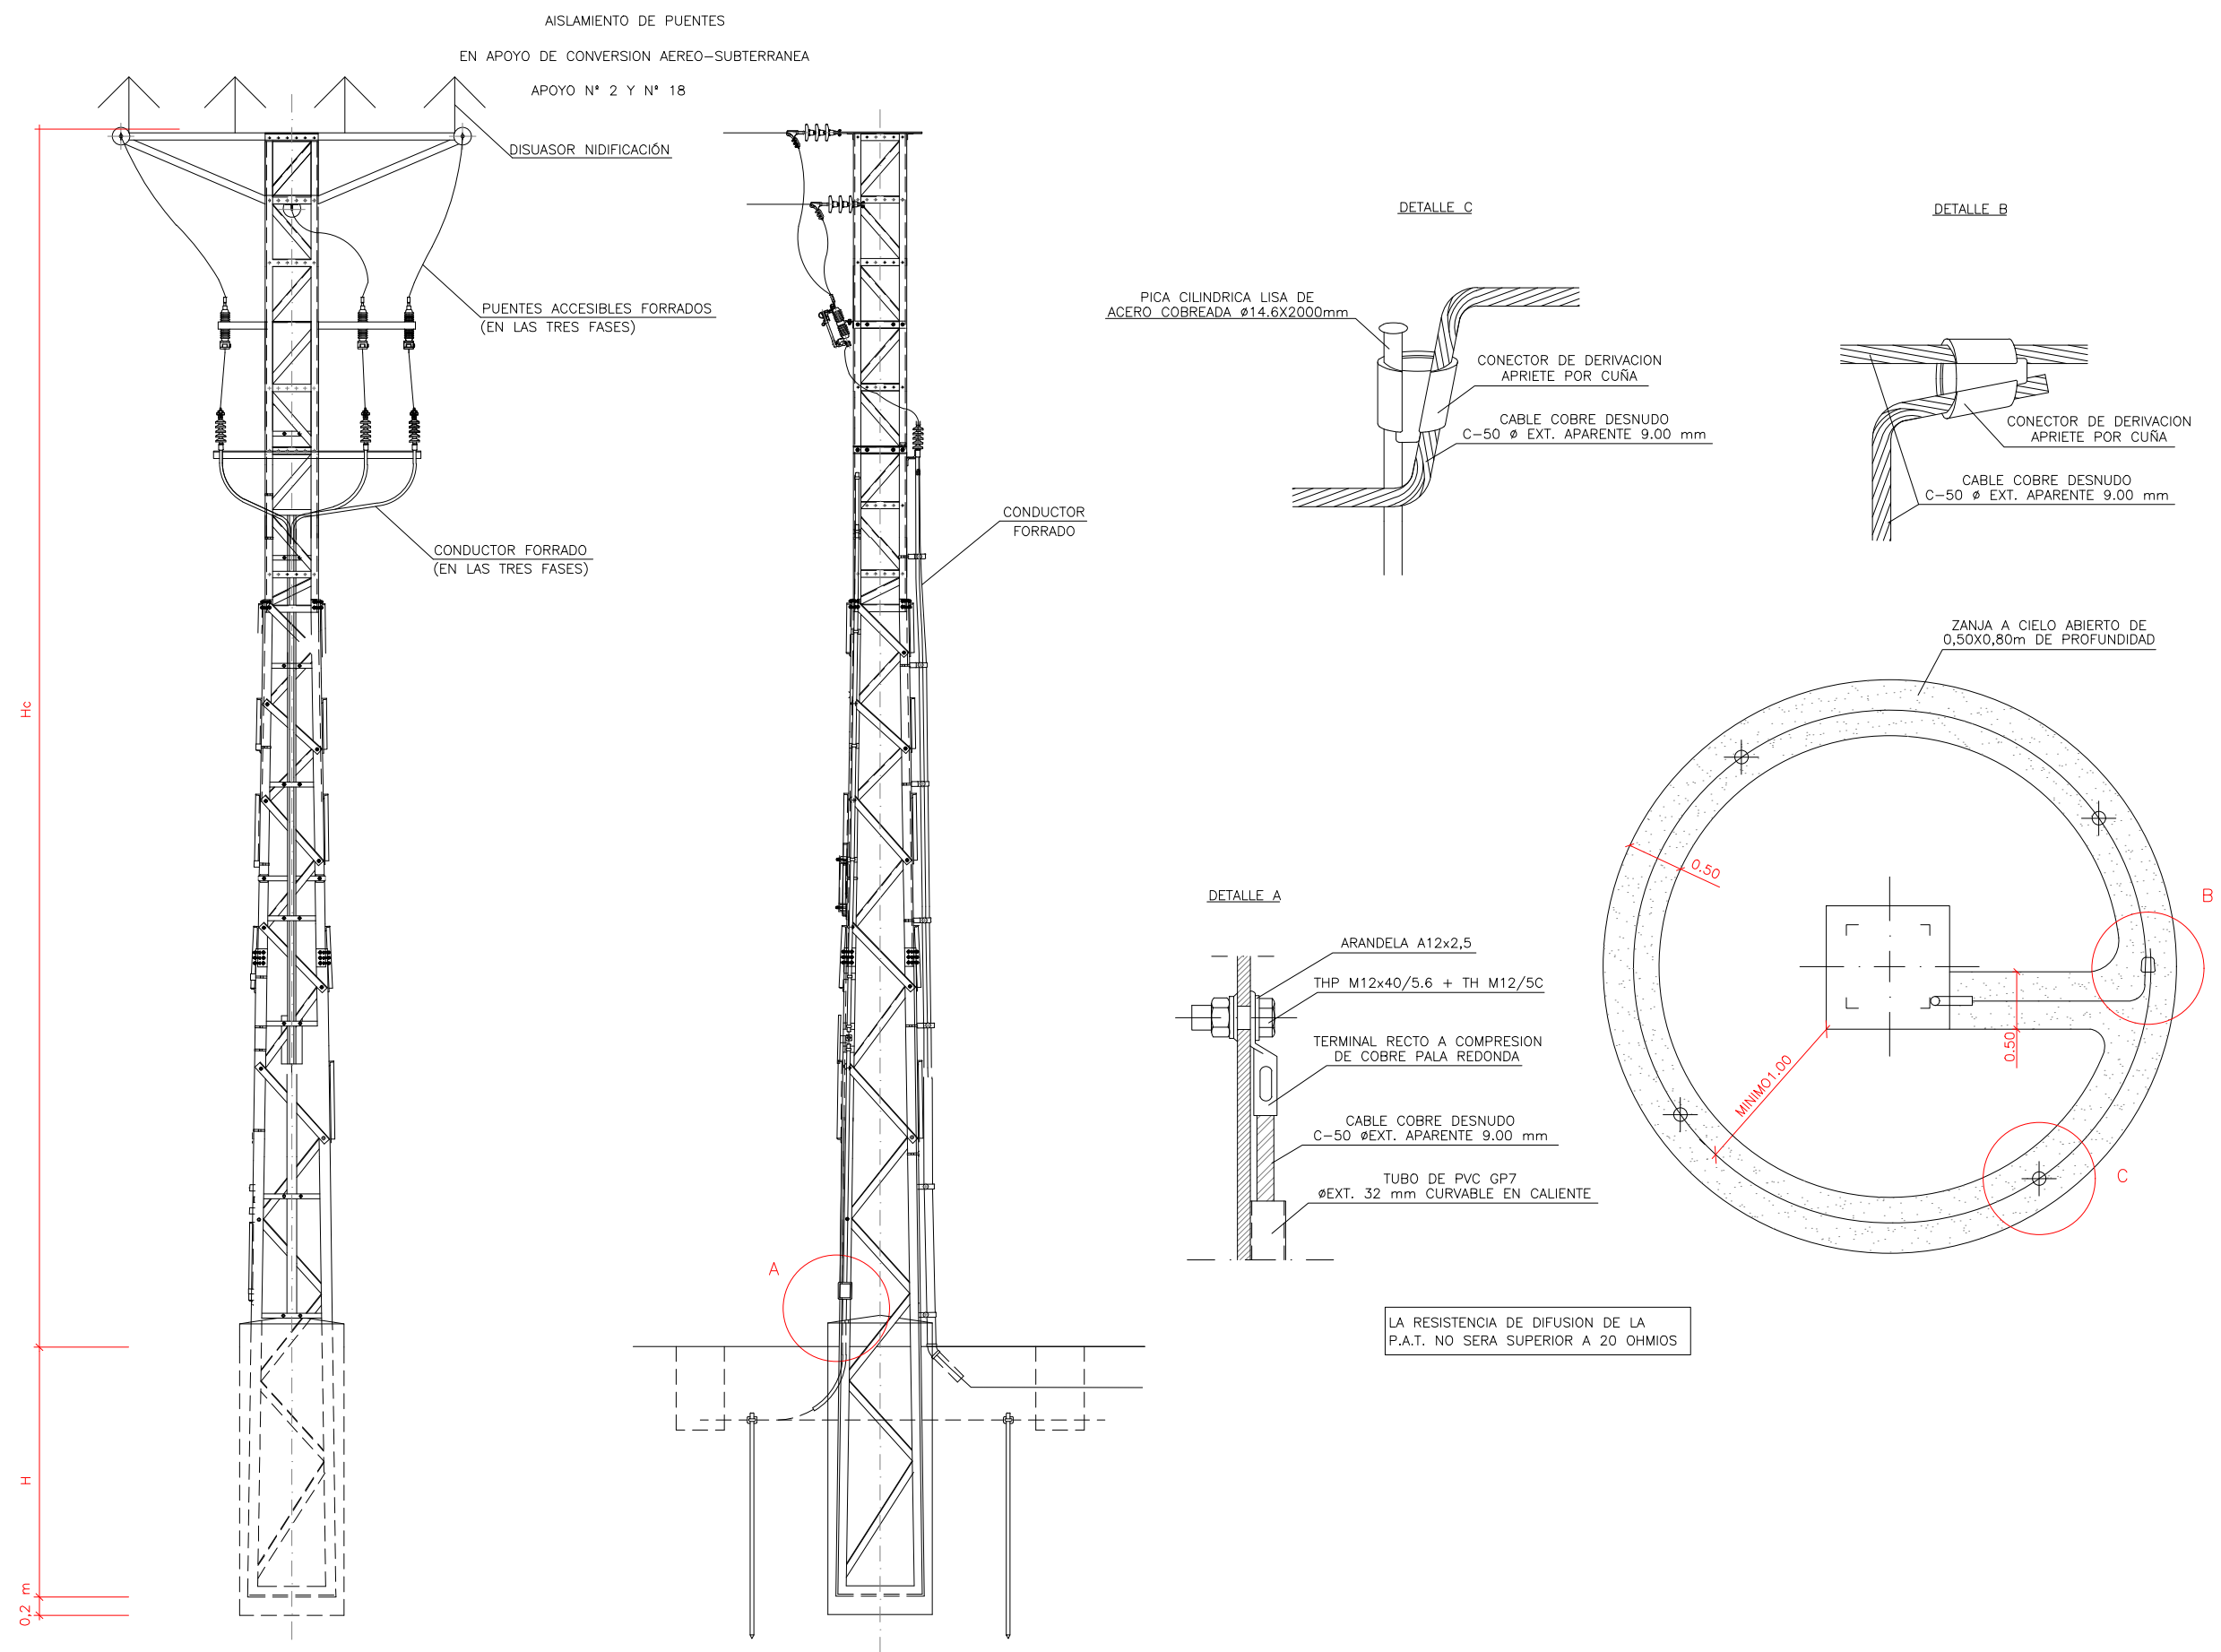 AISLAMIENTO DE PUENTES
EN APOYO DE CONVERSION AEREO-SUBTERRANEA
APOYO Nº 2 Y Nº 18
DISUASOR NIDIFICACIÓN
PUENTES ACCESIBLES FORRADOS
(EN LAS TRES FASES)
CONDUCTOR FORRADO
(EN LAS TRES FASES)
Hc
H
0.2 m
CONDUCTOR
FORRADO
A
DETALLE C
PICA CILINDRICA LISA DE
ACERO COBREADA Ø14.6X2000mm
CONECTOR DE DERIVACION
APRIETE POR CUÑA
CABLE COBRE DESNUDO
C-50 Ø EXT. APARENTE 9.00 mm
DETALLE B
CONECTOR DE DERIVACION
APRIETE POR CUÑA
CABLE COBRE DESNUDO
C-50 Ø EXT. APARENTE 9.00 mm
ZANJA A CIELO ABIERTO DE
0,50X0,80m DE PROFUNDIDAD
0.50
B
0.50
MINIMO1.00
C
DETALLE A
ARANDELA A12x2,5
THP M12x40/5.6 + TH M12/5C
TERMINAL RECTO A COMPRESION
DE COBRE PALA REDONDA
CABLE COBRE DESNUDO
C-50 ØEXT. APARENTE 9.00 mm
TUBO DE PVC GP7
ØEXT. 32 mm CURVABLE EN CALIENTE
LA RESISTENCIA DE DIFUSION DE LA
P.A.T. NO SERA SUPERIOR A 20 OHMIOS